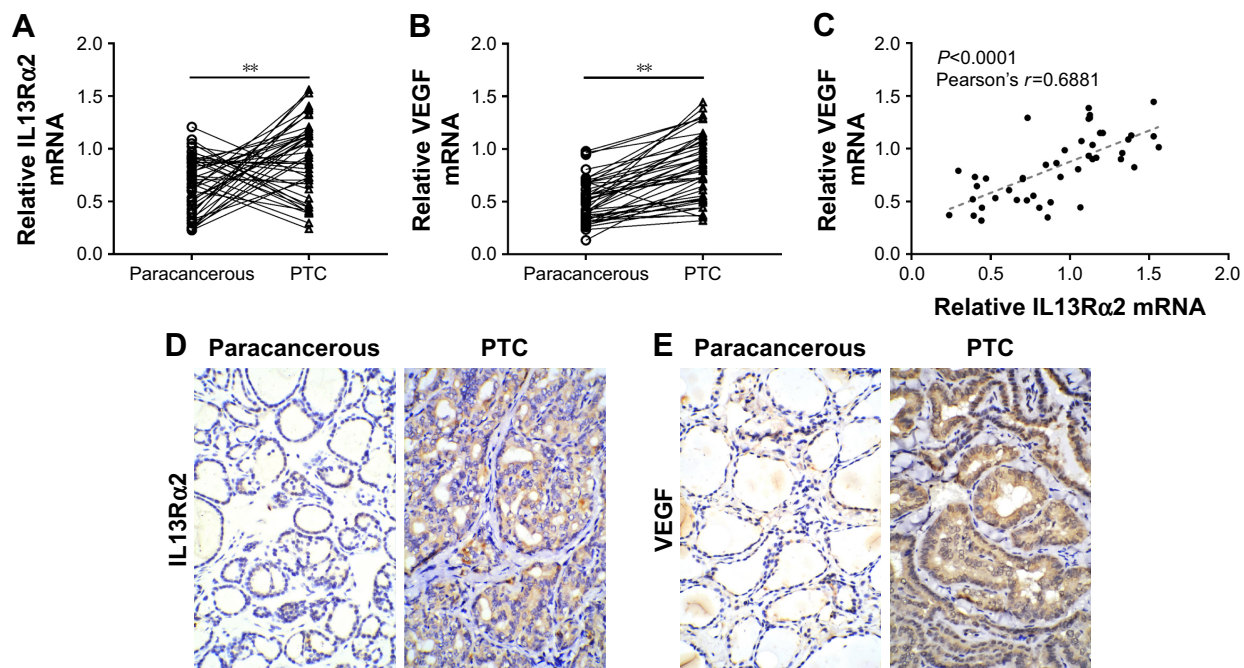 A
Relative IL13Rα2
mRNA
2.0
1.5
1.0
0.5
0.0
**
Paracancerous
PTC
B
Relative VEGF
mRNA
2.0
1.5
1.0
0.5
0.0
**
Paracancerous
PTC
C
Relative VEGF
mRNA
2.0
1.5
1.0
0.5
0.0
P<0.0001
Pearson's r=0.6881
0.0 0.5 1.0 1.5 2.0
Relative IL13Rα2 mRNA
D
Paracancerous
PTC
IL13Rα2
E
Paracancerous
PTC
VEGF